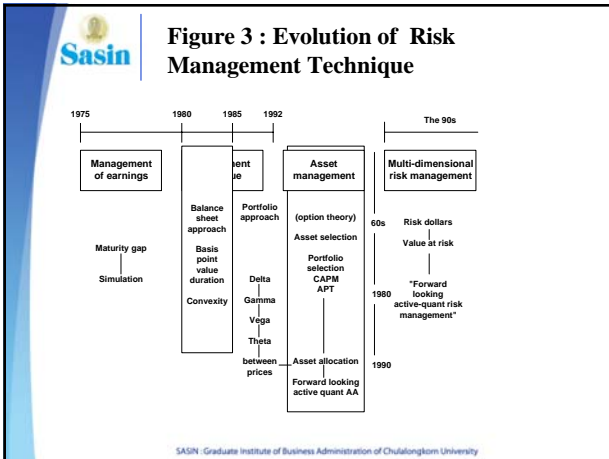 Sasin
Figure 3 : Evolution of Risk
Management Technique
1975
1980
1985
1992
The 90s
Management
of earnings
Asset
management
Multi-dimensional
risk management
Maturity gap
Simulation
Balance
sheet
approach
Basis
point
value
duration
Convexity
Portfolio
approach
Delta
Gamma
Vega
Theta
between
prices
(option theory)
Asset selection
Portfolio
selection
CAPM
APT
Asset allocation
Forward looking
active quant AA
60s
1980
1990
Risk dollars
Value at risk
"Forward
looking
active-quant risk
management"
SASIN : Graduate Institute of Business Administration of Chulalongkorn University